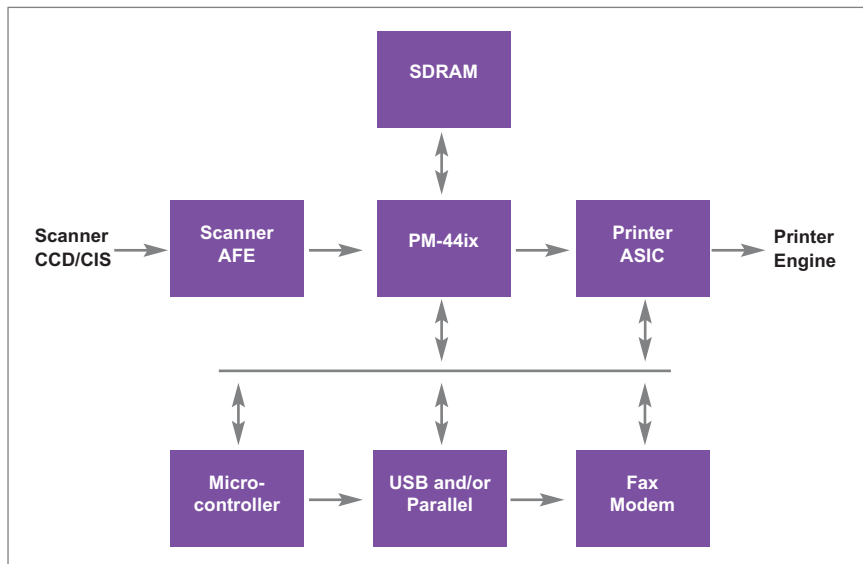 SDRAM
Scanner
CCD/CIS
Scanner
AFE
PM-44ix
Printer
ASIC
Printer
Engine
Micro-
controller
USB and/or
Parallel
Fax
Modem